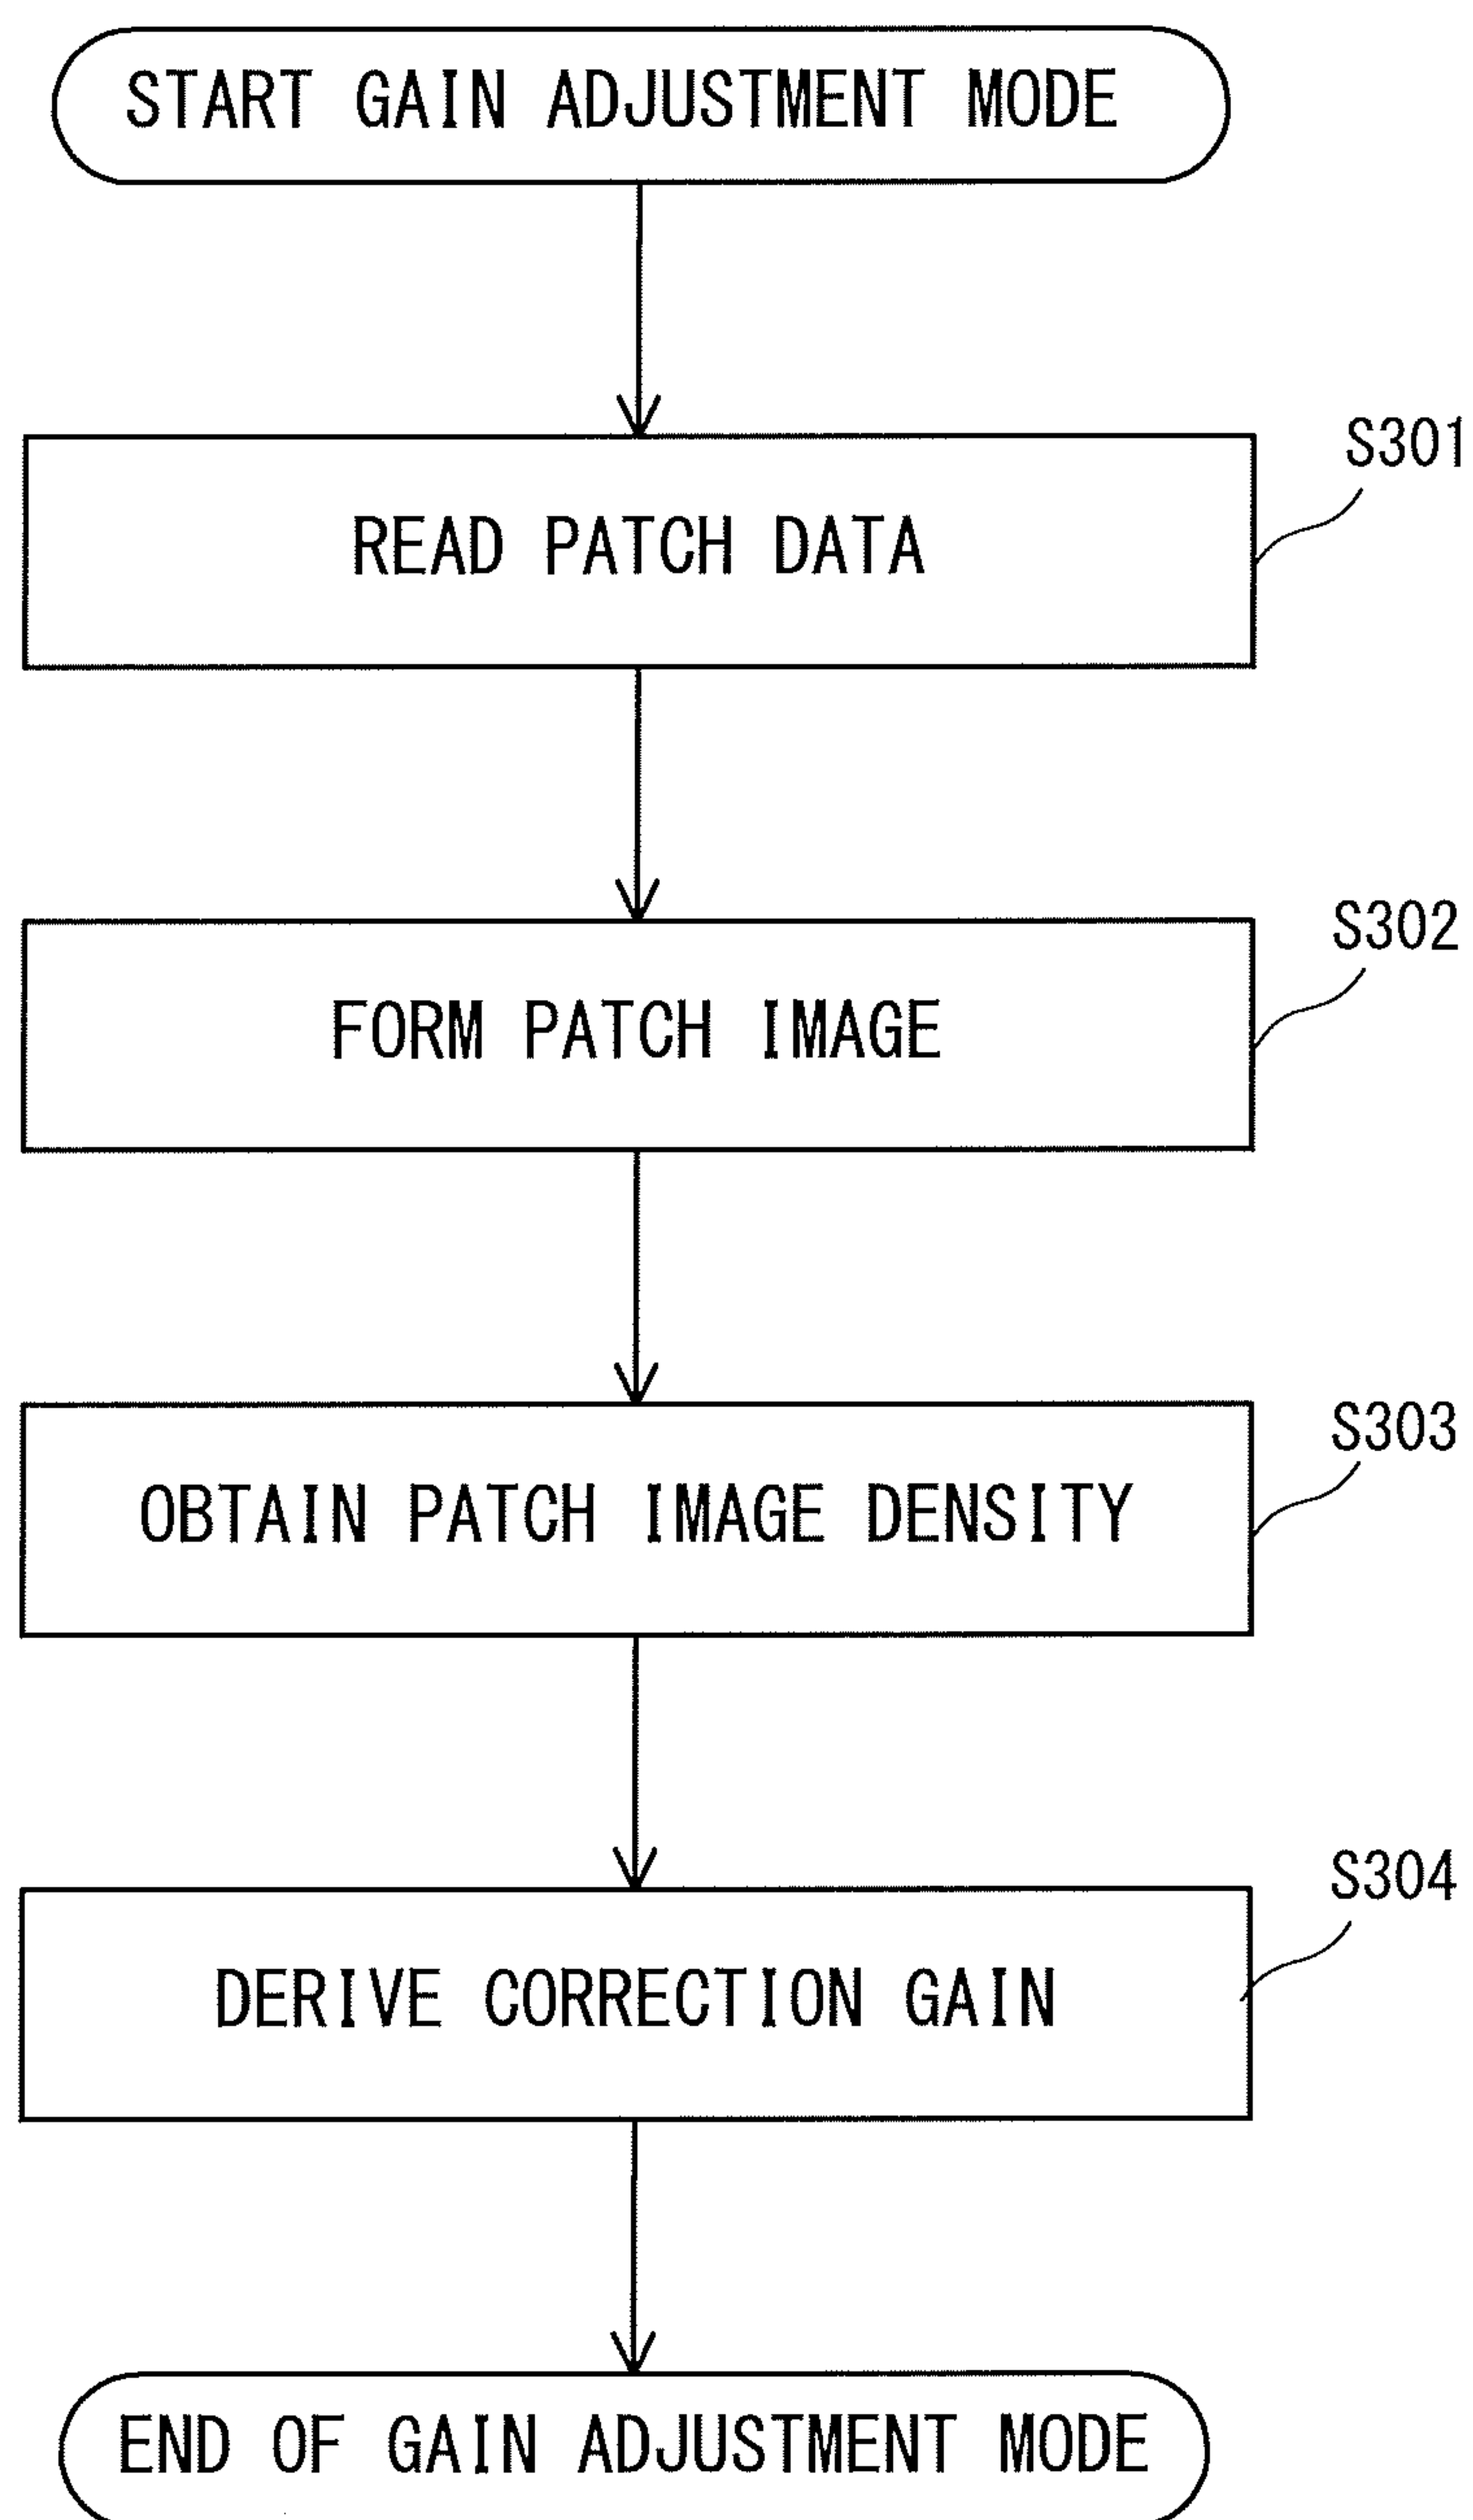 START GAIN ADJUSTMENT MODE
S301
READ PATCH DATA
S302
FORM PATCH IMAGE
S303
OBTAIN PATCH IMAGE DENSITY
S304
DERIVE CORRECTION GAIN
END OF GAIN ADJUSTMENT MODE